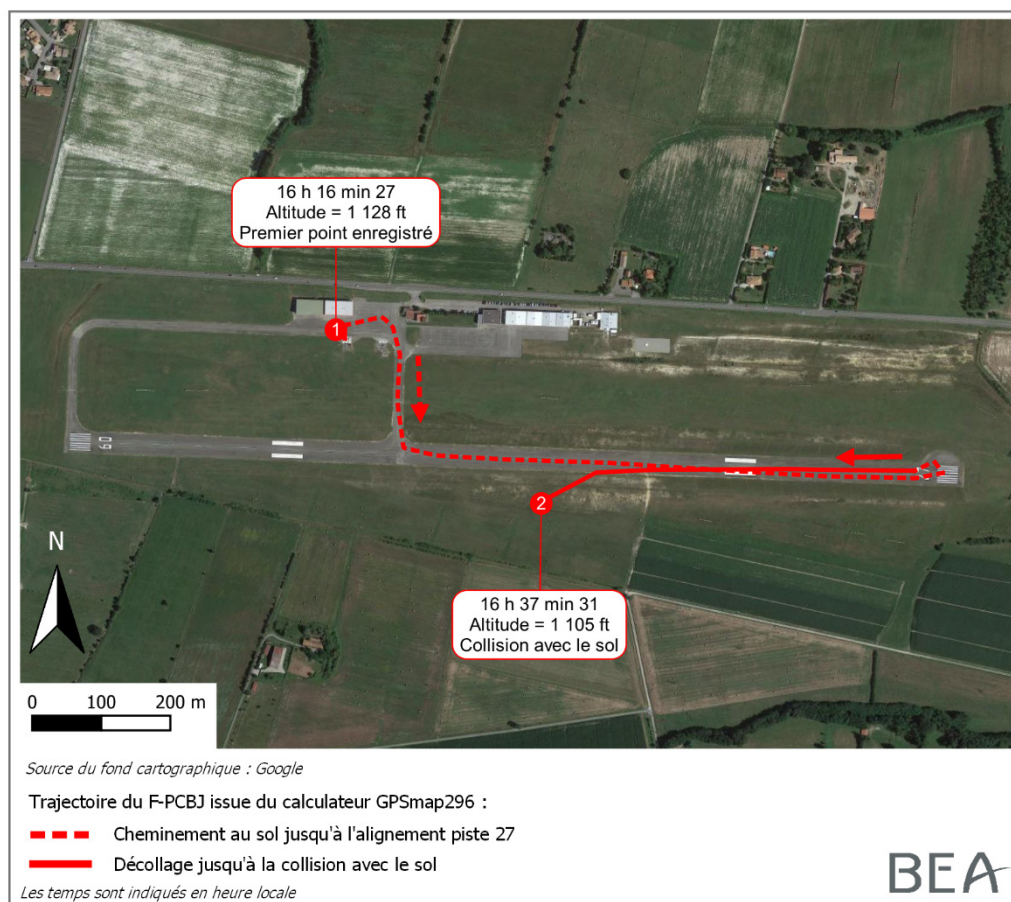 16 h 16 min 27
Altitude = 1 128 ft
Premier point enregistré
1
09
2
N
16 h 37 min 31
Altitude = 1 105 ft
Collision avec le sol
0 100 200 m
Source du fond cartographique : Google
Trajectoire du F-PCBJ issue du calculateur GPSmap296 :
Cheminement au sol jusqu'à l'alignement piste 27
Décollage jusqu'à la collision avec le sol
Les temps sont indiqués en heure locale
BEA